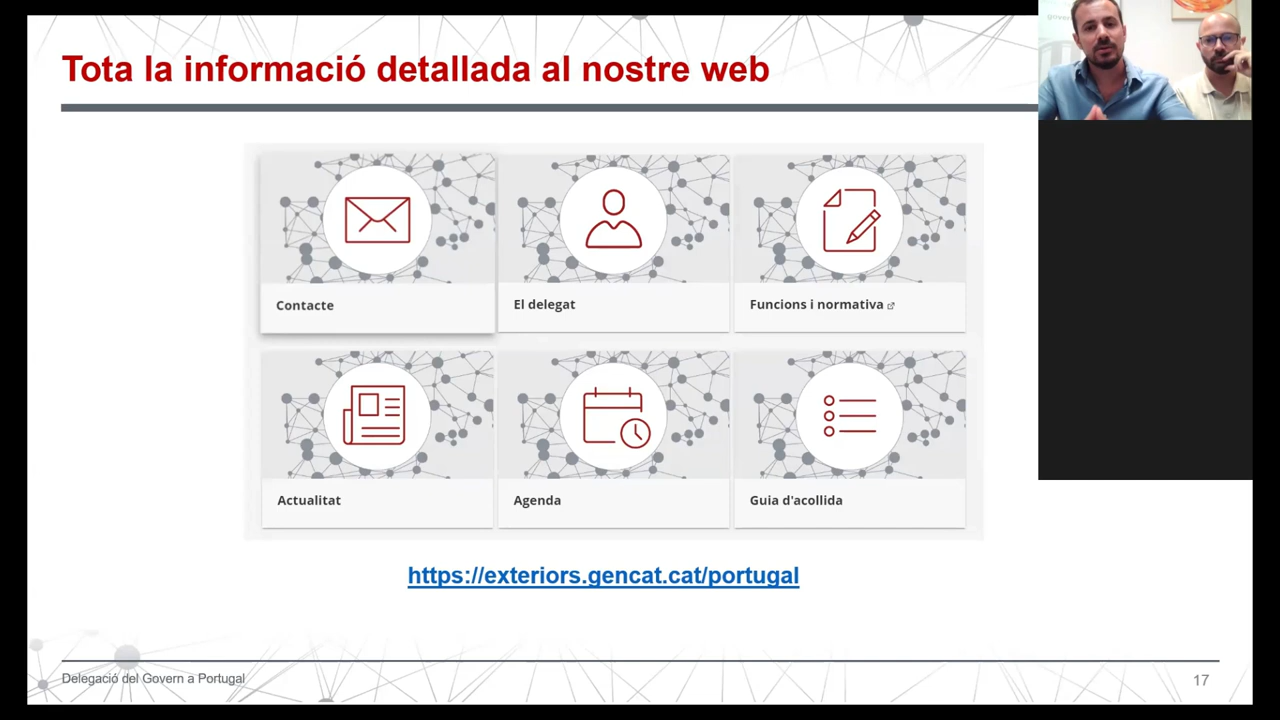 Tota la informació detallada al nostre web
Contacte
El delegat
Funcions i normativa
Actualitat
Agenda
Guia d'acollida
https://exteriors.gencat.cat/portugal
Delegació del Govern a Portugal
17